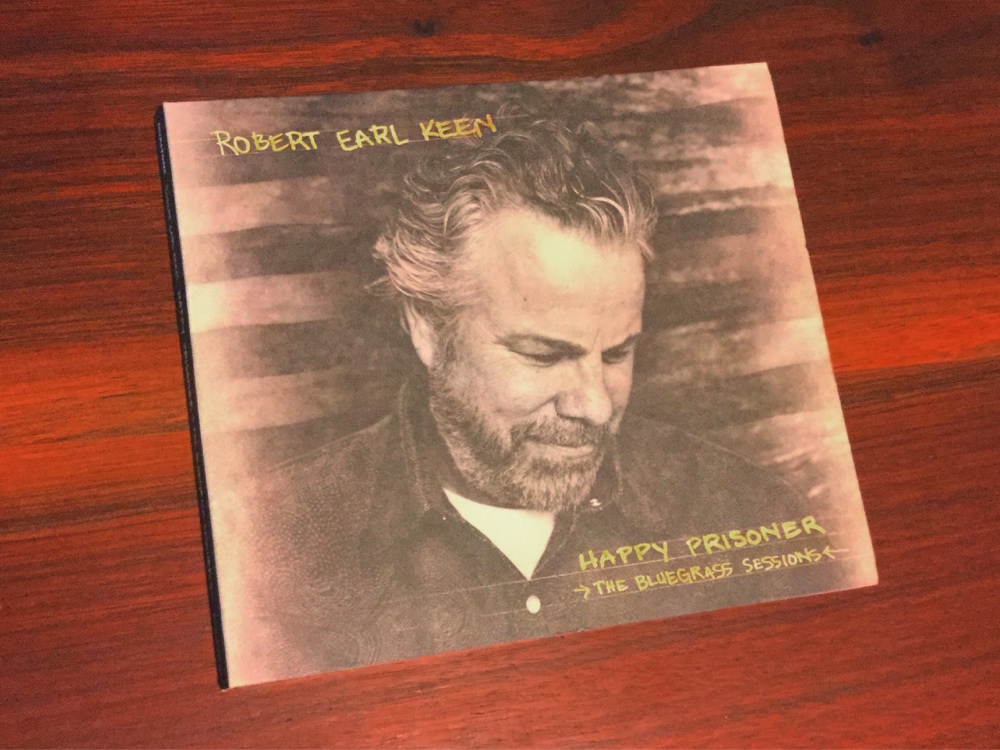 ROBERT EARL KEEN
HAPPY PRISONER
→THE BLUEGRASS SESSIONS←